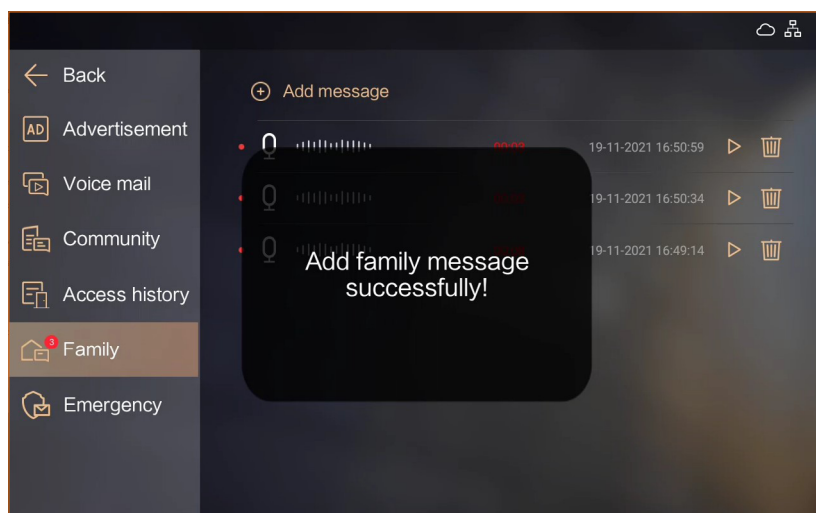 Back
Add message
AD Advertisement
19-11-2021 16:50:59
Voice mail
19-11-2021 16:50:34
Community
19-11-2021 16:49:14
Add family message
successfully!
Access history
3 Family
Emergency